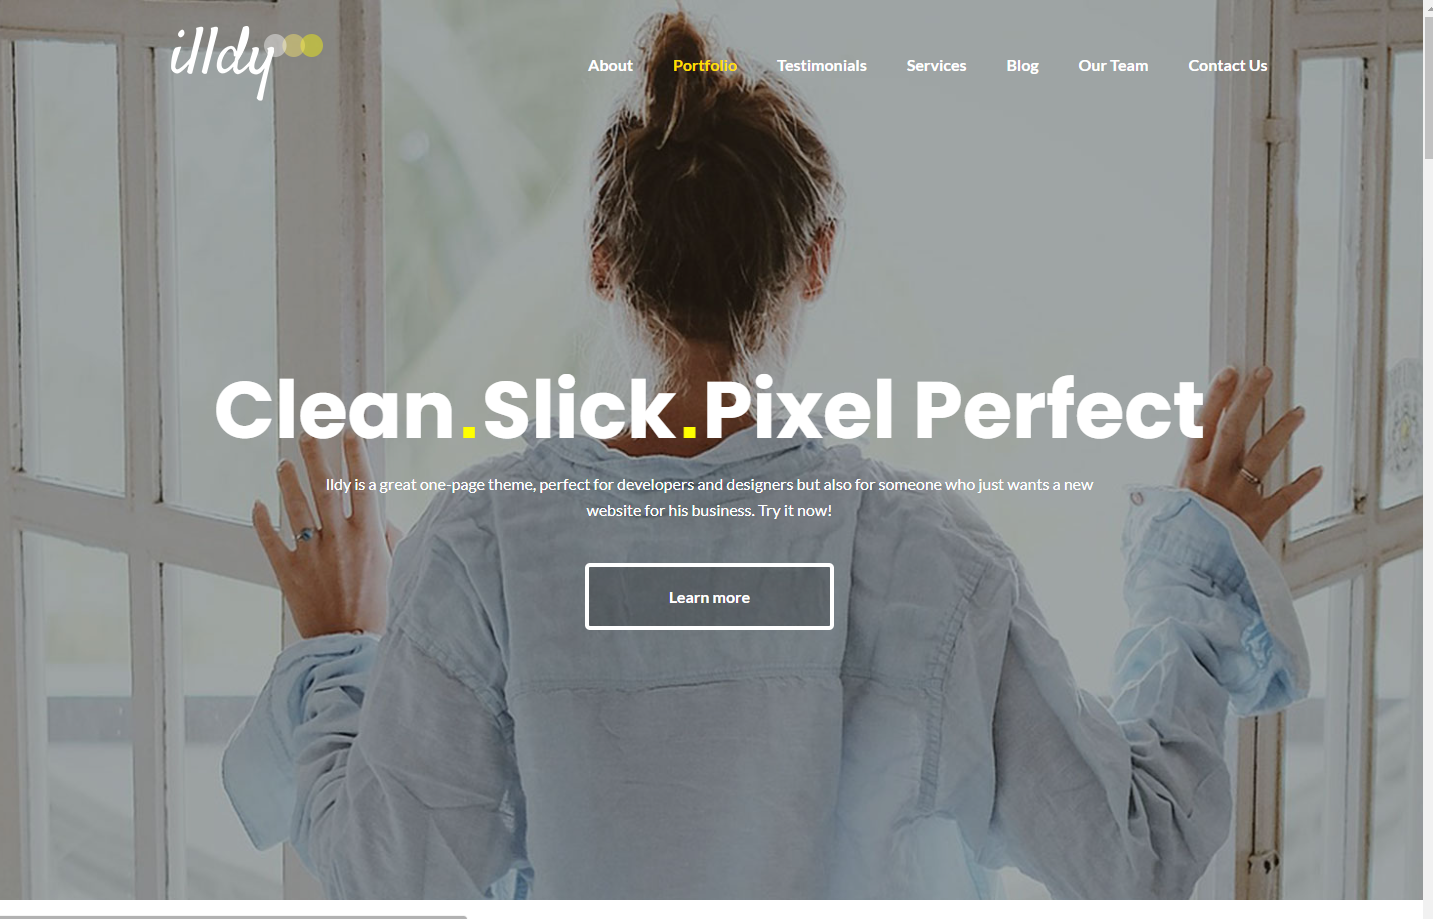 illdy
About Portfolio Testimonials Services Blog Our Team Contact Us
Clean.Slick.Pixel Perfect
lldy is a great one-page theme, perfect for developers and designers but also for someone who just wants a new
website for his business. Try it now!
Learn more